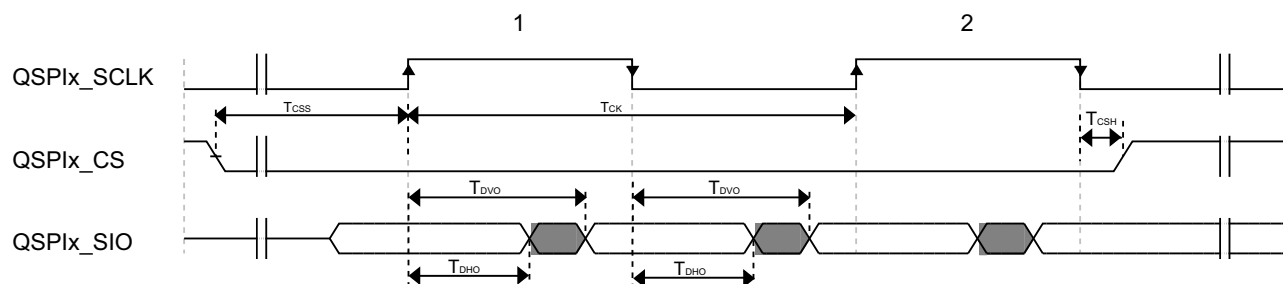 1 2
QSPIx_SCLK
TCSS TCK
TCSH
QSPIx_CS
TDVO TDVO
QSPIx_SIO
TDHO TDHO